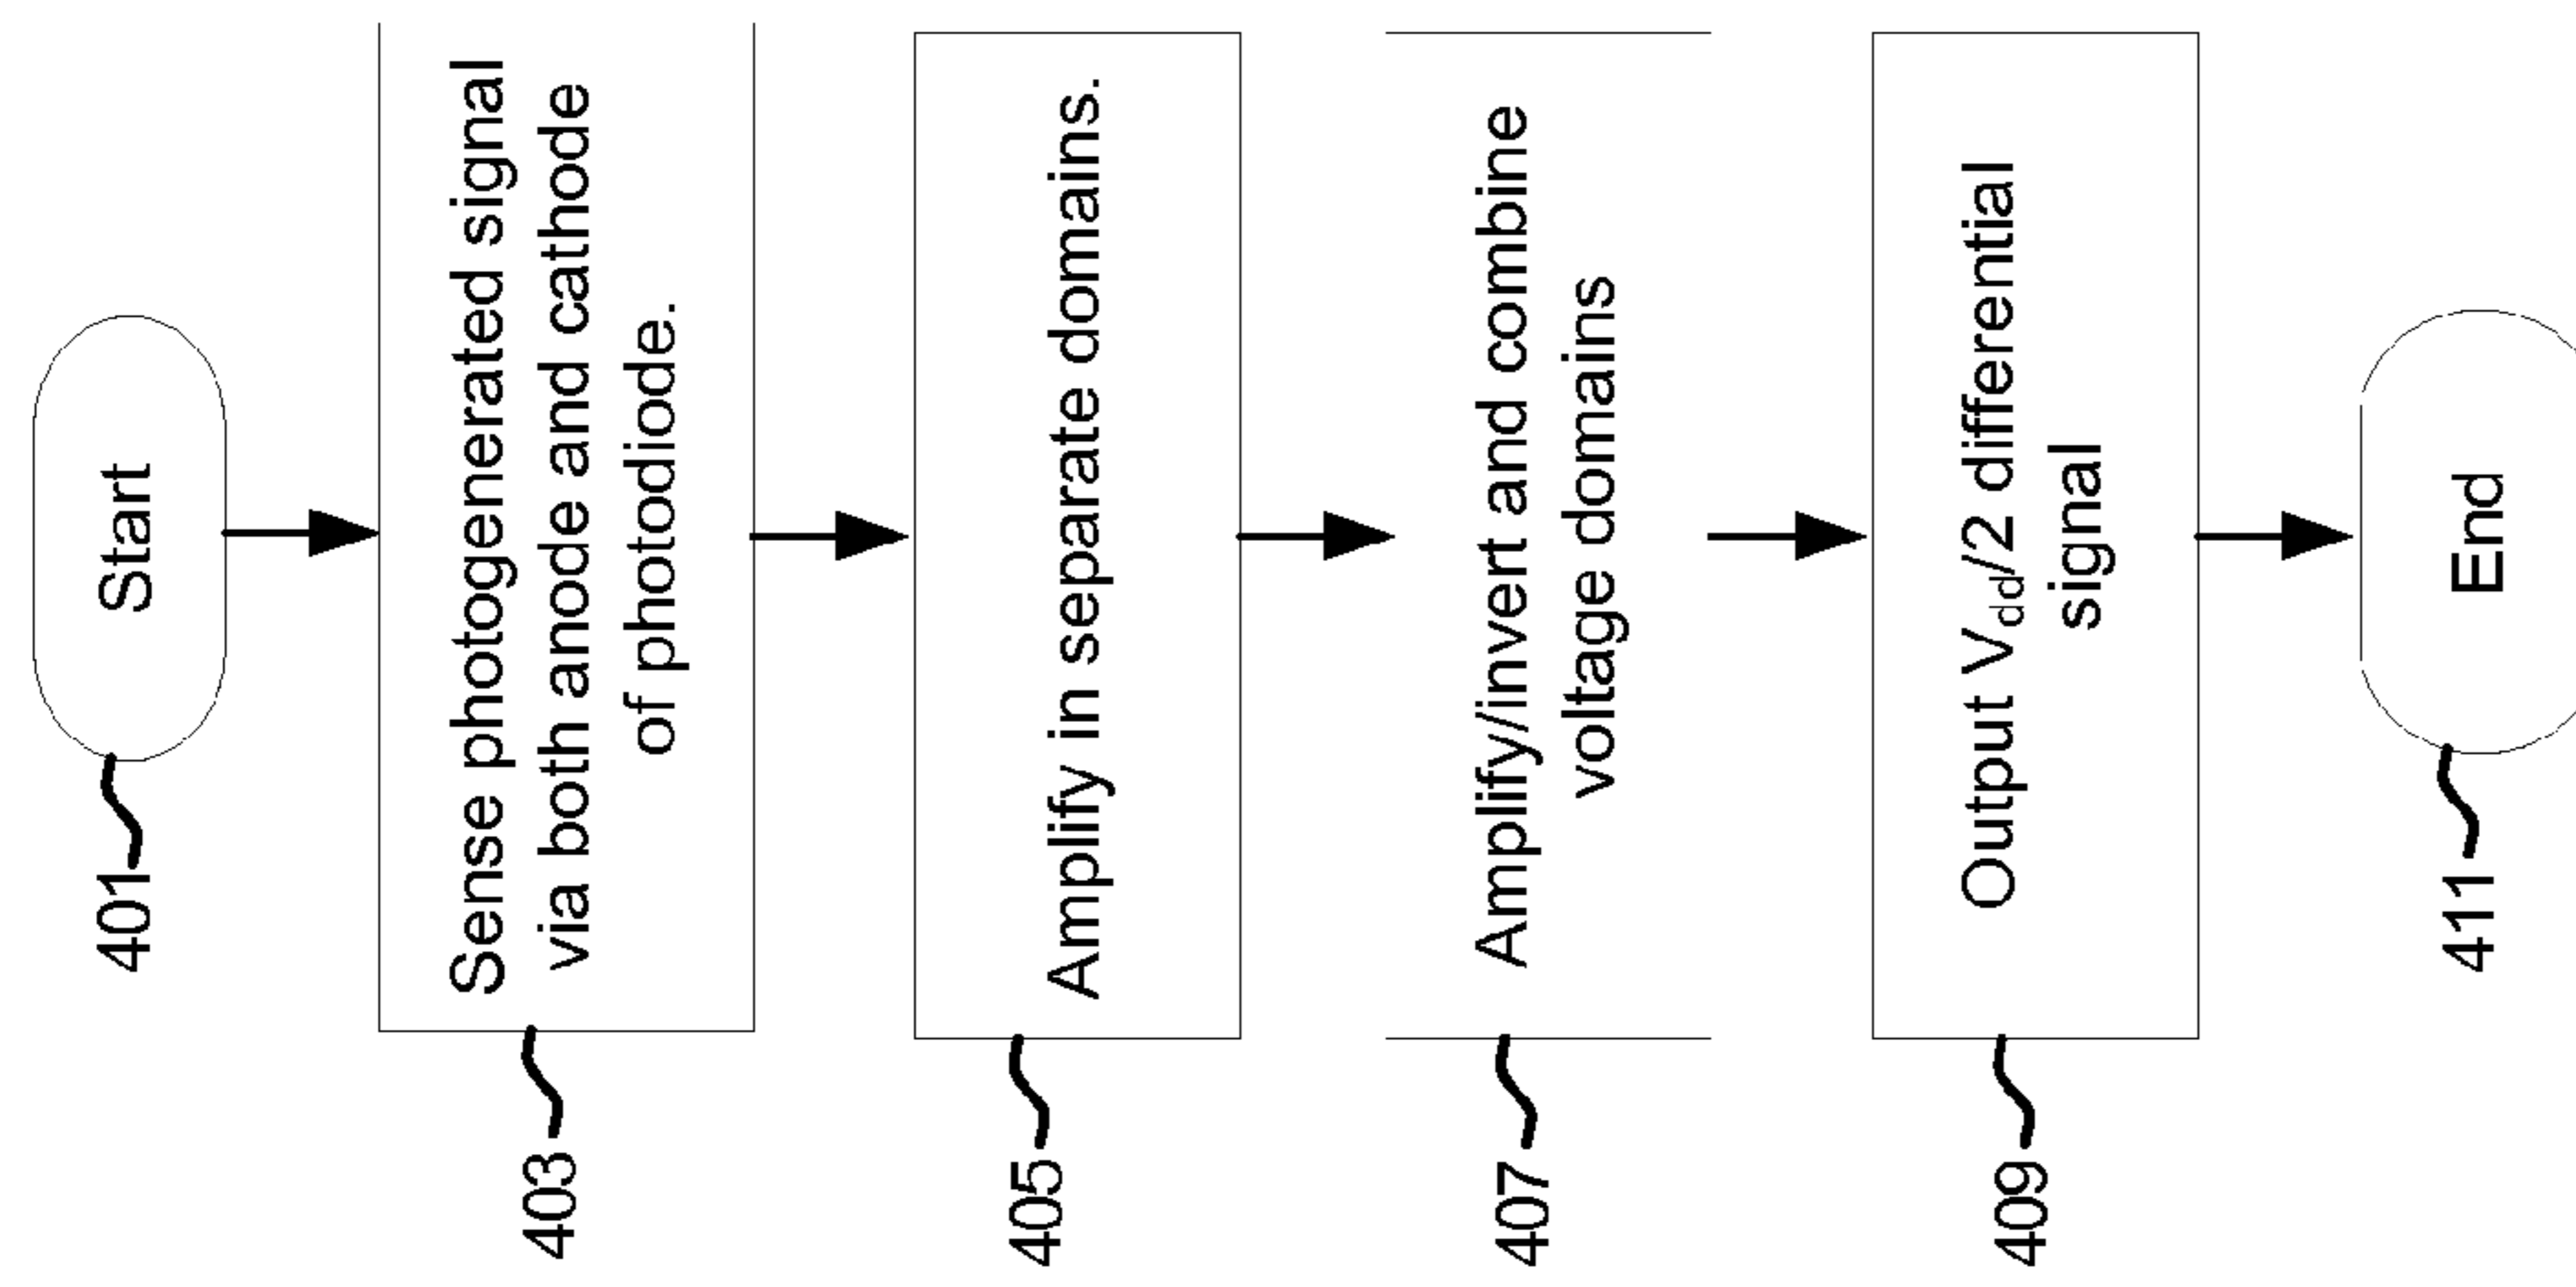 401
Start
403
Sense photogenerated signal
via both anode and cathode
of photodiode.
405
Amplify in separate domains.
407
Amplify/invert and combine
voltage domains
409
Output Vdd/2 differential
signal
411
End